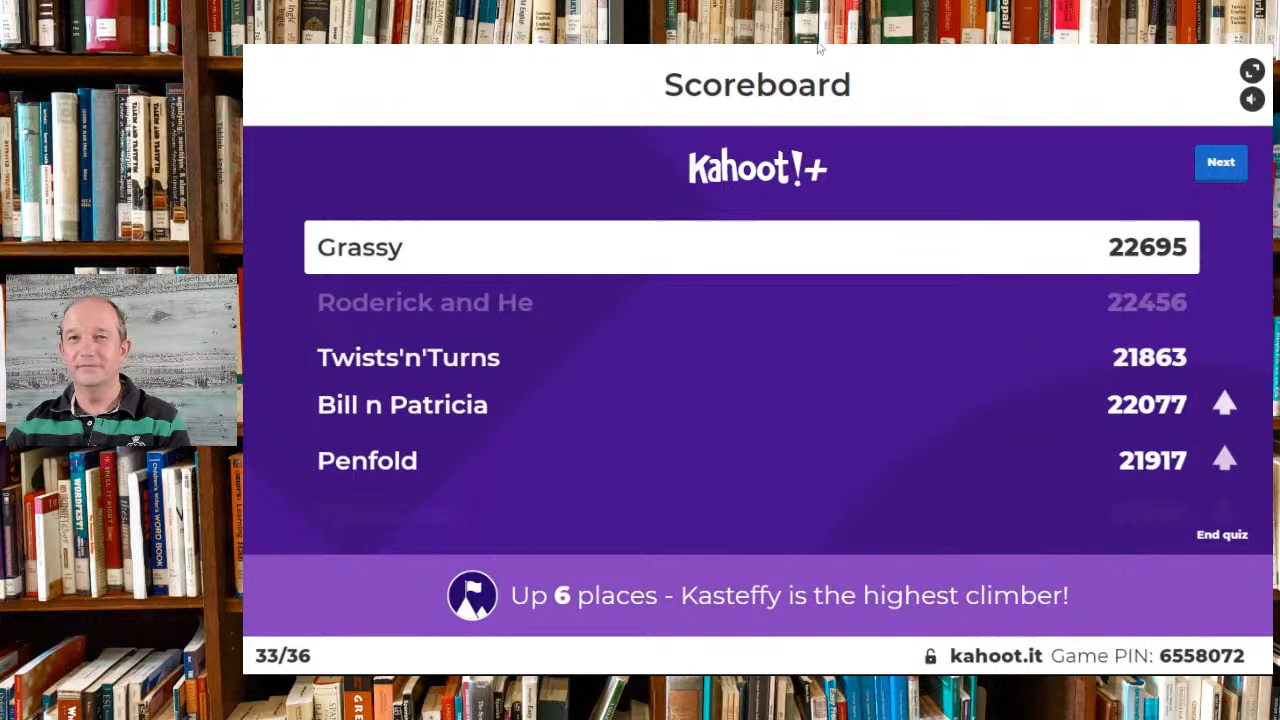 Scoreboard
Kahoot!+
Next
Grassy 22695
Roderick and He 22456
Twists'n'Turns 21863
Bill n Patricia 22077
Penfold 21917
End quiz
Up 6 places - Kasteffy is the highest climber!
33/36
kahoot.it Game PIN: 6558072